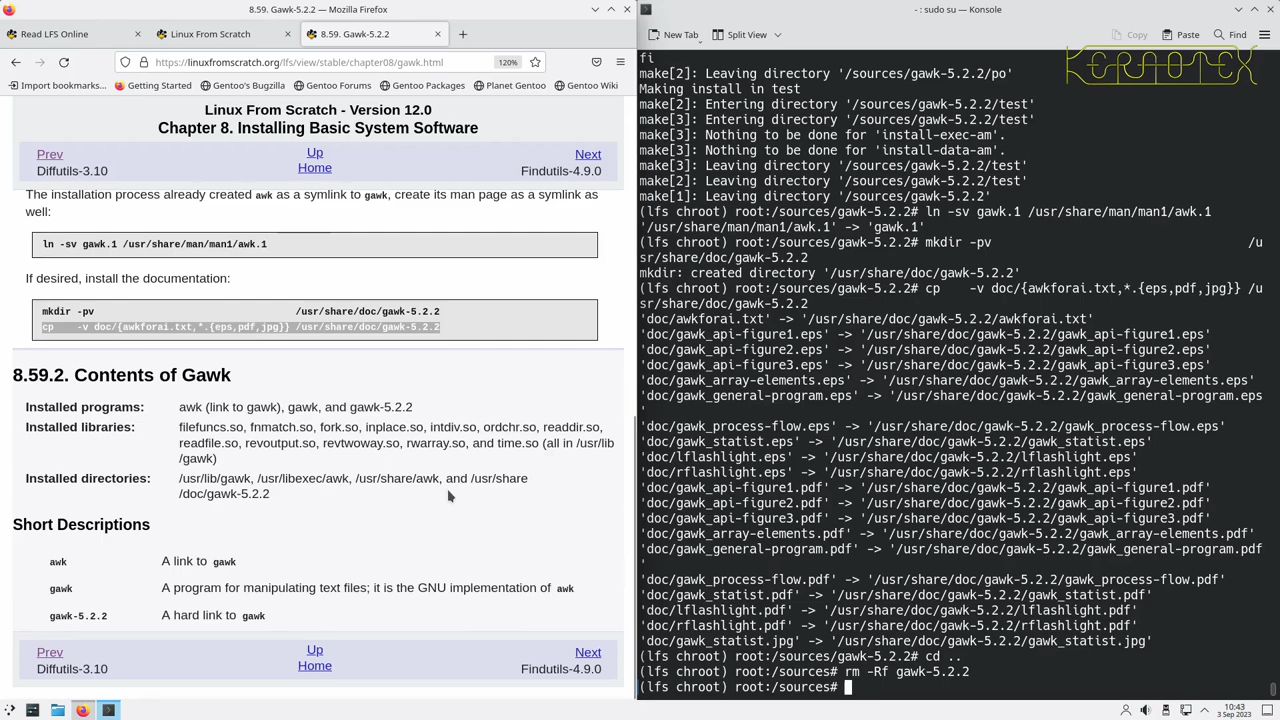 8.59. Gawk-5.2.2 — Mozilla Firefox
Read LFS Online
Linux From Scratch
8.59. Gawk-5.2.2
https://linuxfromscratch.org/lfs/view/stable/chapter08/gawk.html
120%
Import bookmarks...
Getting Started
Gentoo's Bugzilla
Gentoo Packages
Planet Gentoo
Gentoo Wiki
Linux From Scratch - Version 12.0
Chapter 8. Installing Basic System Software
Prev
Up
Next
Diffutils-3.10
Home
Findutils-4.9.0
The installation process already created awk as a symlink to gawk, create its man page as a symlink as
well:
ln -sv gawk.1 /usr/share/man/man1/awk.1
If desired, install the documentation:
mkdir -pv                                   /usr/share/doc/gawk-5.2.2
cp    -v doc/{awkforai.txt,*.{eps,pdf,jpg}} /usr/share/doc/gawk-5.2.2
8.59.2. Contents of Gawk
Installed programs: awk (link to gawk), gawk, and gawk-5.2.2
Installed libraries: filefuncs.so, fnmatch.so, fork.so, inplace.so, intdiv.so, ordchr.so, readdir.so,
readfile.so, revoutput.so, revtwoway.so, rwarray.so, and time.so (all in /usr/lib
/gawk)
Installed directories: /usr/lib/gawk, /usr/libexec/awk, /usr/share/awk, and /usr/share
/doc/gawk-5.2.2
Short Descriptions
awk A link to gawk
gawk A program for manipulating text files; it is the GNU implementation of awk
gawk-5.2.2 A hard link to gawk
Prev
Up
Next
Diffutils-3.10
Home
Findutils-4.9.0
- : sudo su — Konsole
New Tab
Split View
Copy
Paste
Find
KERNOTEX
fi
make[2]: Leaving directory '/sources/gawk-5.2.2/po'
Making install in test
make[2]: Entering directory '/sources/gawk-5.2.2/test'
make[3]: Entering directory '/sources/gawk-5.2.2/test'
make[3]: Nothing to be done for 'install-exec-am'.
make[3]: Nothing to be done for 'install-data-am'.
make[3]: Leaving directory '/sources/gawk-5.2.2/test'
make[2]: Leaving directory '/sources/gawk-5.2.2/test'
make[1]: Leaving directory '/sources/gawk-5.2.2'
(lfs chroot) root:/sources/gawk-5.2.2# ln -sv gawk.1 /usr/share/man/man1/awk.1
'/usr/share/man/man1/awk.1' -> 'gawk.1'
(lfs chroot) root:/sources/gawk-5.2.2# mkdir -pv                                   /u
sr/share/doc/gawk-5.2.2
mkdir: created directory '/usr/share/doc/gawk-5.2.2'
(lfs chroot) root:/sources/gawk-5.2.2# cp    -v doc/{awkforai.txt,*.{eps,pdf,jpg}} /u
sr/share/doc/gawk-5.2.2
'doc/awkforai.txt' -> '/usr/share/doc/gawk-5.2.2/awkforai.txt'
'doc/gawk_api-figure1.eps' -> '/usr/share/doc/gawk-5.2.2/gawk_api-figure1.eps'
'doc/gawk_api-figure2.eps' -> '/usr/share/doc/gawk-5.2.2/gawk_api-figure2.eps'
'doc/gawk_api-figure3.eps' -> '/usr/share/doc/gawk-5.2.2/gawk_api-figure3.eps'
'doc/gawk_array-elements.eps' -> '/usr/share/doc/gawk-5.2.2/gawk_array-elements.eps'
'doc/gawk_general-program.eps' -> '/usr/share/doc/gawk-5.2.2/gawk_general-program.eps
'
'doc/gawk_process-flow.eps' -> '/usr/share/doc/gawk-5.2.2/gawk_process-flow.eps'
'doc/gawk_statist.eps' -> '/usr/share/doc/gawk-5.2.2/gawk_statist.eps'
'doc/lflashlight.eps' -> '/usr/share/doc/gawk-5.2.2/lflashlight.eps'
'doc/rflashlight.eps' -> '/usr/share/doc/gawk-5.2.2/rflashlight.eps'
'doc/gawk_api-figure1.pdf' -> '/usr/share/doc/gawk-5.2.2/gawk_api-figure1.pdf'
'doc/gawk_api-figure2.pdf' -> '/usr/share/doc/gawk-5.2.2/gawk_api-figure2.pdf'
'doc/gawk_api-figure3.pdf' -> '/usr/share/doc/gawk-5.2.2/gawk_api-figure3.pdf'
'doc/gawk_array-elements.pdf' -> '/usr/share/doc/gawk-5.2.2/gawk_array-elements.pdf'
'doc/gawk_general-program.pdf' -> '/usr/share/doc/gawk-5.2.2/gawk_general-program.pdf
'
'doc/gawk_process-flow.pdf' -> '/usr/share/doc/gawk-5.2.2/gawk_process-flow.pdf'
'doc/gawk_statist.pdf' -> '/usr/share/doc/gawk-5.2.2/gawk_statist.pdf'
'doc/lflashlight.pdf' -> '/usr/share/doc/gawk-5.2.2/lflashlight.pdf'
'doc/rflashlight.pdf' -> '/usr/share/doc/gawk-5.2.2/rflashlight.pdf'
'doc/gawk_statist.jpg' -> '/usr/share/doc/gawk-5.2.2/gawk_statist.jpg'
(lfs chroot) root:/sources/gawk-5.2.2# cd ..
(lfs chroot) root:/sources# rm -Rf gawk-5.2.2
(lfs chroot) root:/sources#
10:43
3 Sep 2023